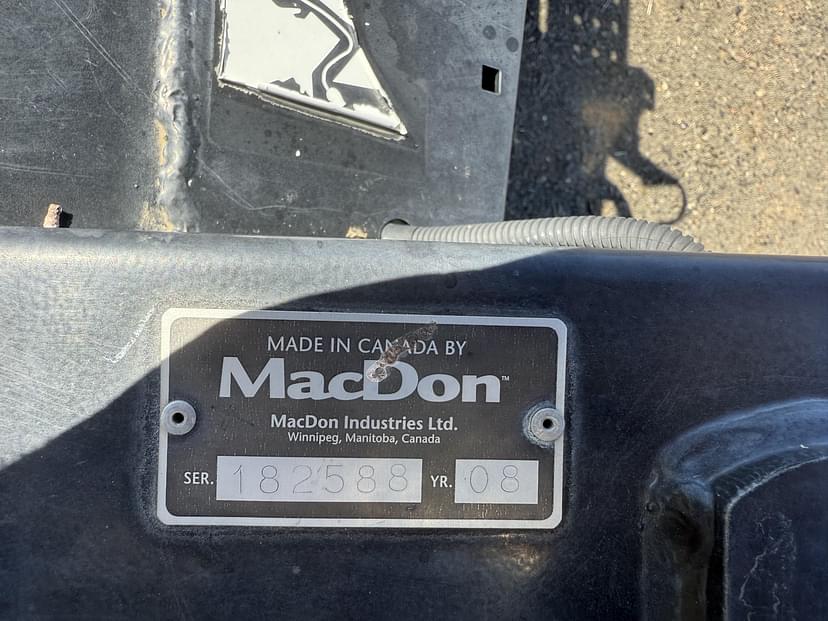 MADE IN CANADA BY
MacDon™
MacDon Industries Ltd.
Winnipeg, Manitoba, Canada
SER. 182588 YR. 08